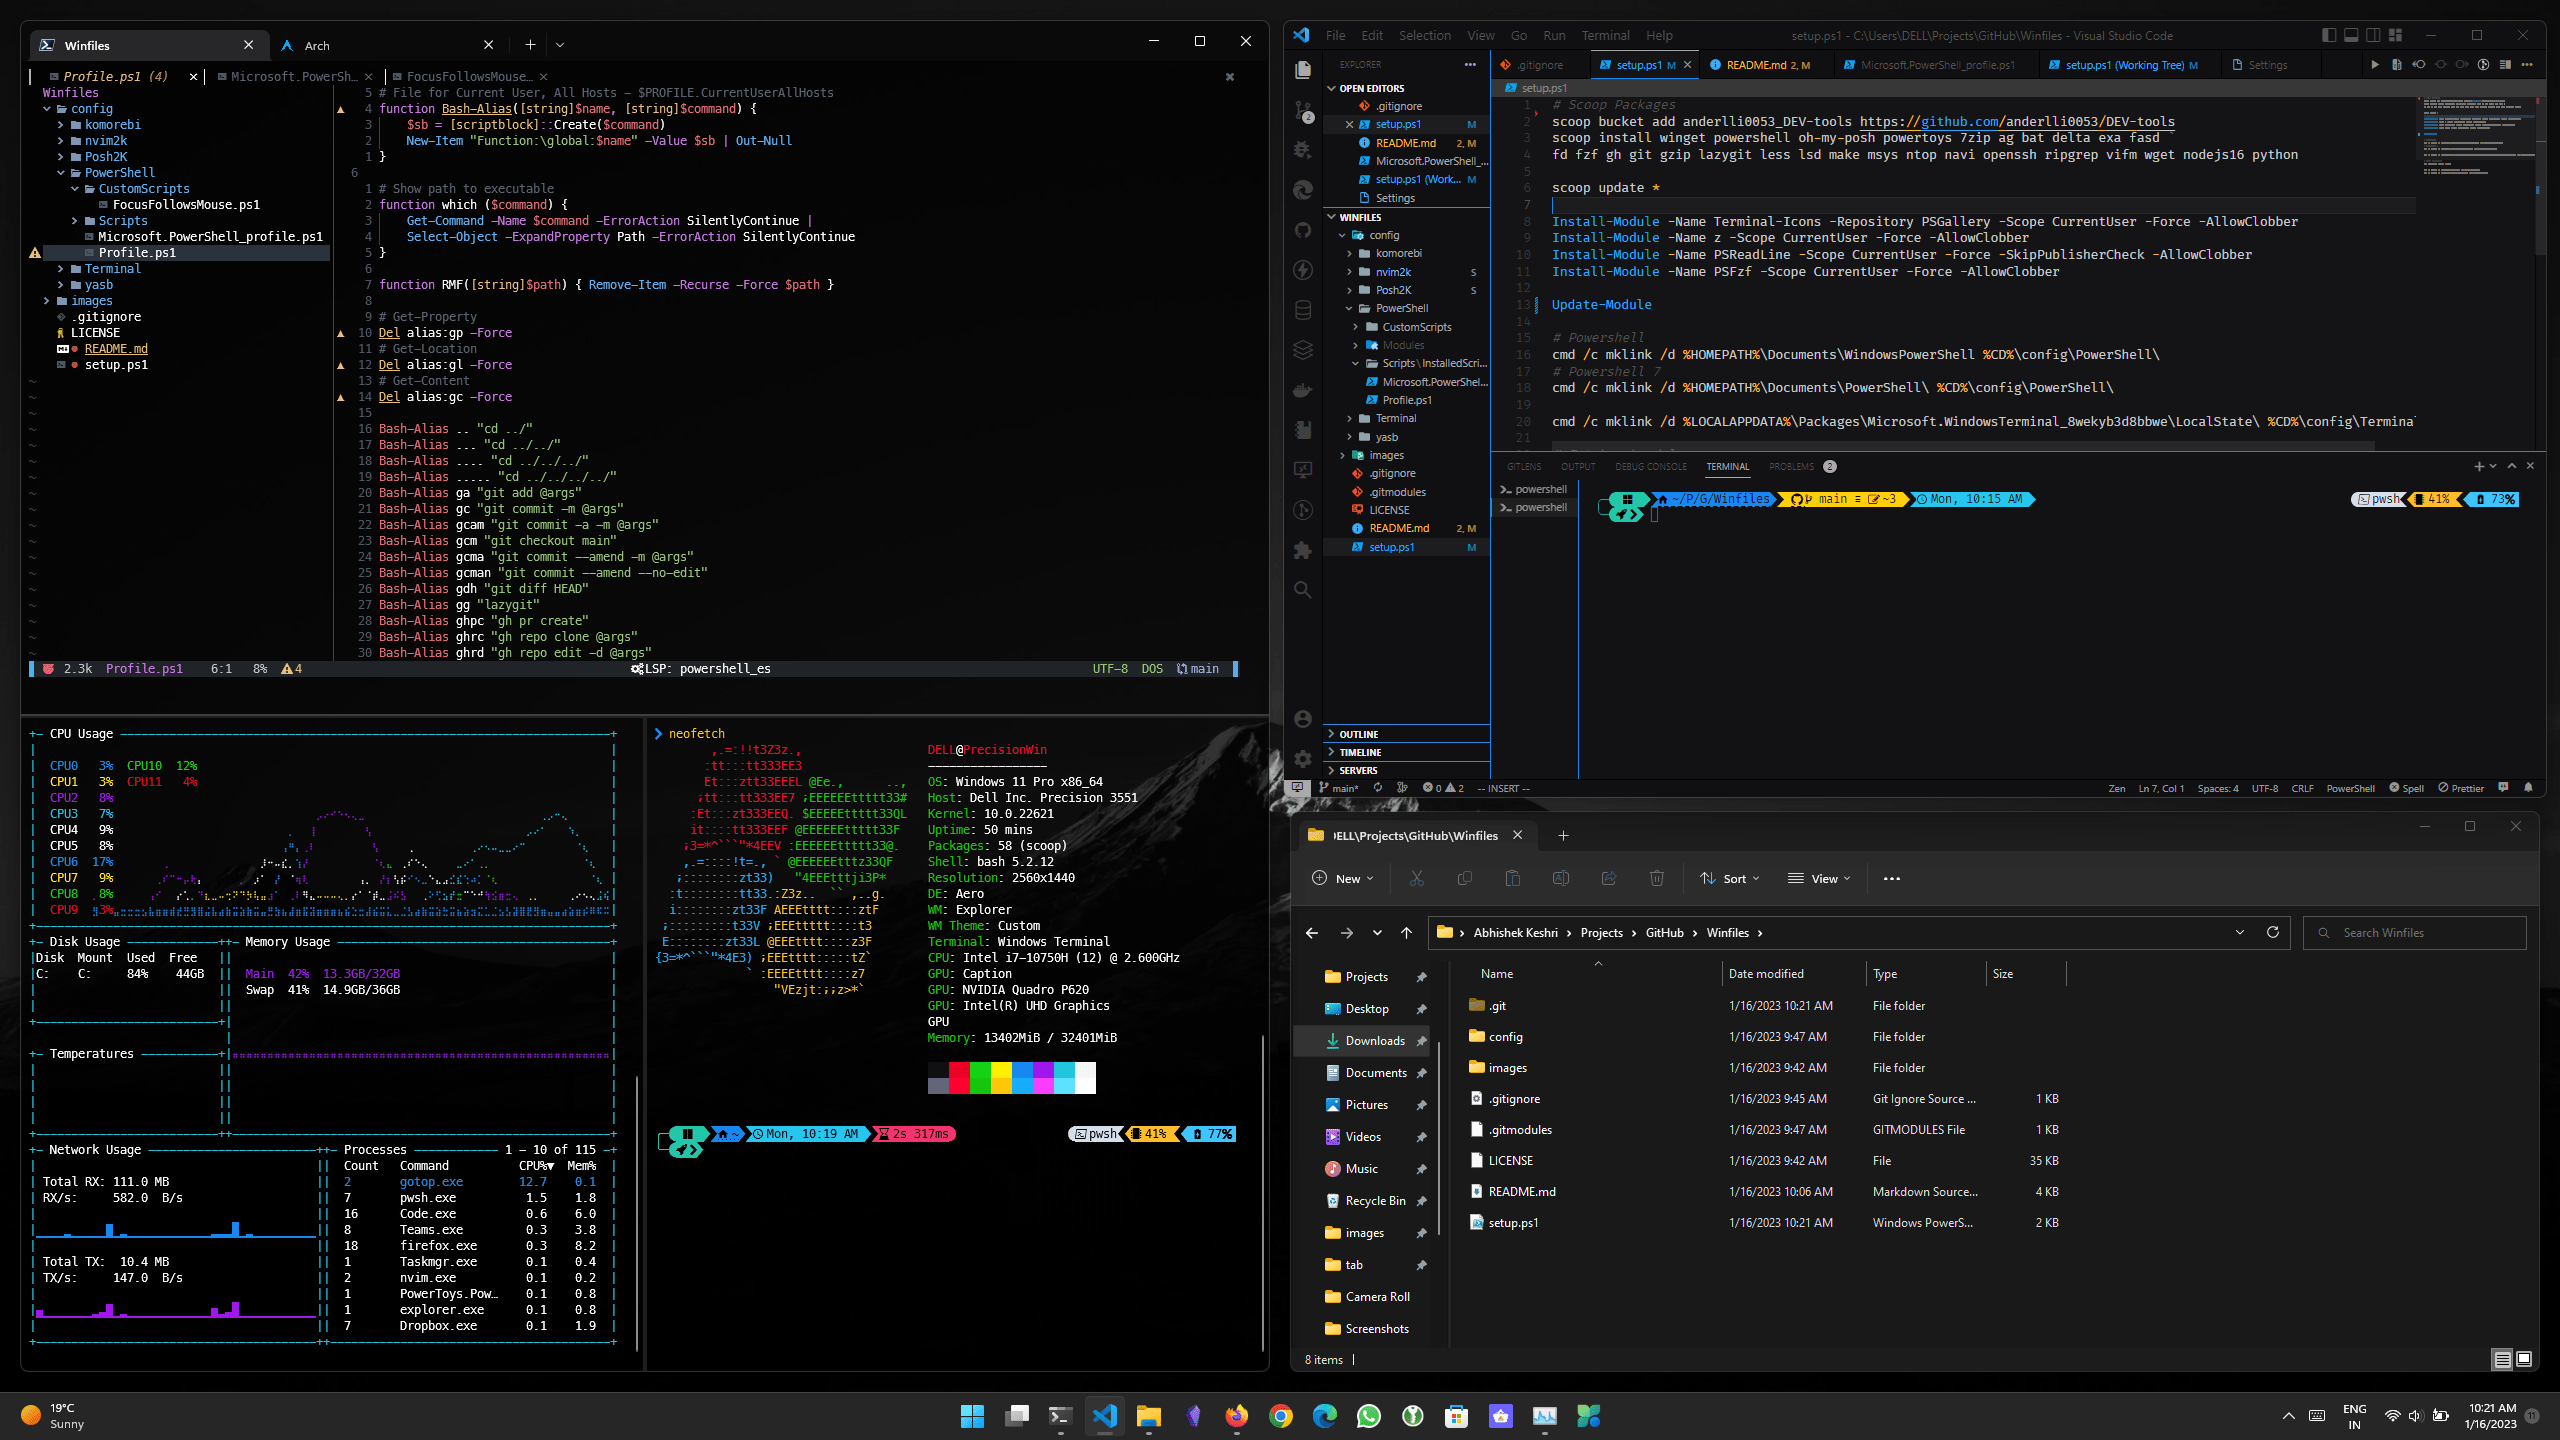 Winfiles
Arch
Profile.ps1 (4)
Microsoft.PowerSh…
FocusFollowsMouse…
Winfiles
config
komorebi
nvim2k
Posh2K
PowerShell
CustomScripts
FocusFollowsMouse.ps1
Scripts
Microsoft.PowerShell_profile.ps1
Profile.ps1
Terminal
yasb
images
.gitignore
LICENSE
README.md
setup.ps1
5 # File for Current User, All Hosts - $PROFILE.CurrentUserAllHosts
4 function Bash-Alias([string]$name, [string]$command) {
3 $sb = [scriptblock]::Create($command)
2 New-Item "Function:\global:$name" -Value $sb | Out-Null
1 }
6
1 # Show path to executable
2 function which ($command) {
3 Get-Command -Name $command -ErrorAction SilentlyContinue |
4 Select-Object -ExpandProperty Path -ErrorAction SilentlyContinue
5 }
6
7 function RMF([string]$path) { Remove-Item -Recurse -Force $path }
8
9 # Get-Property
10 Del alias:gp -Force
11 # Get-Location
12 Del alias:gl -Force
13 # Get-Content
14 Del alias:gc -Force
15
16 Bash-Alias .. "cd ../"
17 Bash-Alias ... "cd ../../"
18 Bash-Alias .... "cd ../../../"
19 Bash-Alias ..... "cd ../../../../"
20 Bash-Alias ga "git add @args"
21 Bash-Alias gc "git commit -m @args"
22 Bash-Alias gcam "git commit -a -m @args"
23 Bash-Alias gcm "git checkout main"
24 Bash-Alias gcma "git commit --amend -m @args"
25 Bash-Alias gcman "git commit --amend --no-edit"
26 Bash-Alias gdh "git diff HEAD"
27 Bash-Alias gg "lazygit"
28 Bash-Alias ghpc "gh pr create"
29 Bash-Alias ghrc "gh repo clone @args"
30 Bash-Alias ghrd "gh repo edit -d @args"
2.3k Profile.ps1 6:1 8% 4 LSP: powershell_es UTF-8 DOS main
CPU Usage
CPU0 3% CPU10 12%
CPU1 3% CPU11 4%
CPU2 8%
CPU3 7%
CPU4 9%
CPU5 8%
CPU6 17%
CPU7 9%
CPU8 8%
CPU9 3%
Disk Usage
Disk Mount Used Free
C: C: 84% 44GB
Memory Usage
Main 42% 13.3GB/32GB
Swap 41% 14.9GB/36GB
Temperatures
Network Usage
Total RX: 111.0 MB
RX/s: 582.0 B/s
Total TX: 10.4 MB
TX/s: 147.0 B/s
Processes 1 - 10 of 115
Count Command CPU%▼ Mem%
2 gotop.exe 12.7 0.1
7 pwsh.exe 1.5 1.8
16 Code.exe 0.6 6.0
8 Teams.exe 0.3 3.8
18 firefox.exe 0.3 8.2
1 Taskmgr.exe 0.1 0.4
2 nvim.exe 0.1 0.2
1 PowerToys.Pow… 0.1 0.8
1 explorer.exe 0.1 0.8
7 Dropbox.exe 0.1 1.9
neofetch
DELL@PrecisionWin
OS: Windows 11 Pro x86_64
Host: Dell Inc. Precision 3551
Kernel: 10.0.22621
Uptime: 50 mins
Packages: 58 (scoop)
Shell: bash 5.2.12
Resolution: 2560x1440
DE: Aero
WM: Explorer
WM Theme: Custom
Terminal: Windows Terminal
CPU: Intel i7-10750H (12) @ 2.600GHz
GPU: Caption
GPU: NVIDIA Quadro P620
GPU: Intel(R) UHD Graphics
GPU
Memory: 13402MiB / 32401MiB
~ Mon, 10:19 AM 2s 317ms pwsh 41% 77%
File Edit Selection View Go Run Terminal Help
setup.ps1 - C:\Users\DELL\Projects\GitHub\Winfiles - Visual Studio Code
EXPLORER
.gitignore
setup.ps1 M
README.md 2, M
Microsoft.PowerShell_profile.ps1
setup.ps1 (Working Tree) M
Settings
OPEN EDITORS
.gitignore
setup.ps1 M
README.md 2, M
Microsoft.PowerShell_...
setup.ps1 (Work... M
Settings
WINFILES
config
komorebi
nvim2k S
Posh2K S
PowerShell
CustomScripts
Modules
Scripts\InstalledScri...
Microsoft.PowerShel...
Profile.ps1
Terminal
yasb
images
.gitignore
.gitmodules
LICENSE
README.md 2, M
setup.ps1 M
OUTLINE
TIMELINE
SERVERS
setup.ps1
1 # Scoop Packages
2 scoop bucket add anderlli0053_DEV-tools https://github.com/anderlli0053/DEV-tools
3 scoop install winget powershell oh-my-posh powertoys 7zip ag bat delta exa fasd `
4 fd fzf gh git gzip lazygit less lsd make msys ntop navi openssh ripgrep vifm wget nodejs16 python
5
6 scoop update *
7
8 Install-Module -Name Terminal-Icons -Repository PSGallery -Scope CurrentUser -Force -AllowClobber
9 Install-Module -Name z -Scope CurrentUser -Force -AllowClobber
10 Install-Module -Name PSReadLine -Scope CurrentUser -Force -SkipPublisherCheck -AllowClobber
11 Install-Module -Name PSFzf -Scope CurrentUser -Force -AllowClobber
12
13 Update-Module
14
15 # Powershell
16 cmd /c mklink /d %HOMEPATH%\Documents\WindowsPowerShell %CD%\config\PowerShell\
17 # Powershell 7
18 cmd /c mklink /d %HOMEPATH%\Documents\PowerShell\ %CD%\config\PowerShell\
19
20 cmd /c mklink /d %LOCALAPPDATA%\Packages\Microsoft.WindowsTerminal_8wekyb3d8bbwe\LocalState\ %CD%\config\Terminal
21
GITLENS OUTPUT DEBUG CONSOLE TERMINAL PROBLEMS 2
powershell
powershell
~/P/G/Winfiles main ≡ ~3 Mon, 10:15 AM pwsh 41% 73%
main* 0 2 -- INSERT -- Zen Ln 7, Col 1 Spaces: 4 UTF-8 CRLF PowerShell Spell Prettier
DELL\Projects\GitHub\Winfiles
New Sort View
Abhishek Keshri Projects GitHub Winfiles
Search Winfiles
Projects
Desktop
Downloads
Documents
Pictures
Videos
Music
Recycle Bin
images
tab
Camera Roll
Screenshots
Name Date modified Type Size
.git 1/16/2023 10:21 AM File folder
config 1/16/2023 9:47 AM File folder
images 1/16/2023 9:42 AM File folder
.gitignore 1/16/2023 9:45 AM Git Ignore Source ... 1 KB
.gitmodules 1/16/2023 9:47 AM GITMODULES File 1 KB
LICENSE 1/16/2023 9:42 AM File 35 KB
README.md 1/16/2023 10:06 AM Markdown Source... 4 KB
setup.ps1 1/16/2023 10:21 AM Windows PowerS... 2 KB
8 items
19°C
Sunny
ENG
IN
10:21 AM
1/16/2023
11